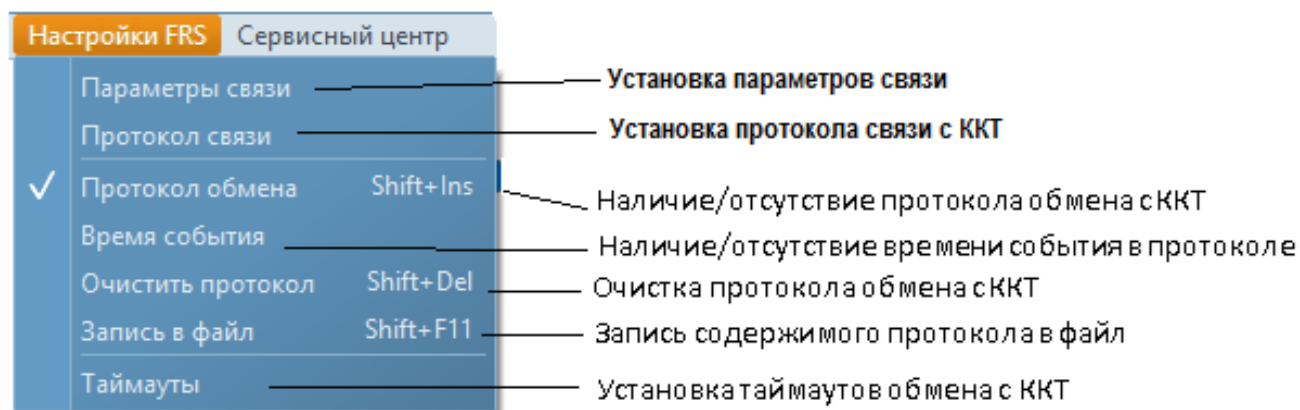 Настройки FRS Сервисный центр
Параметры связи Установка параметров связи
Протокол связи Установка протокола связи с ККТ
Протокол обмена Shift+Ins Наличие/отсутствие протокола обмена с ККТ
Время события Наличие/отсутствие времени события в протоколе
Очистить протокол Shift+Del Очистка протокола обмена с ККТ
Запись в файл Shift+F11 Запись содержимого протокола в файл
Таймауты Установка таймаутов обмена с ККТ